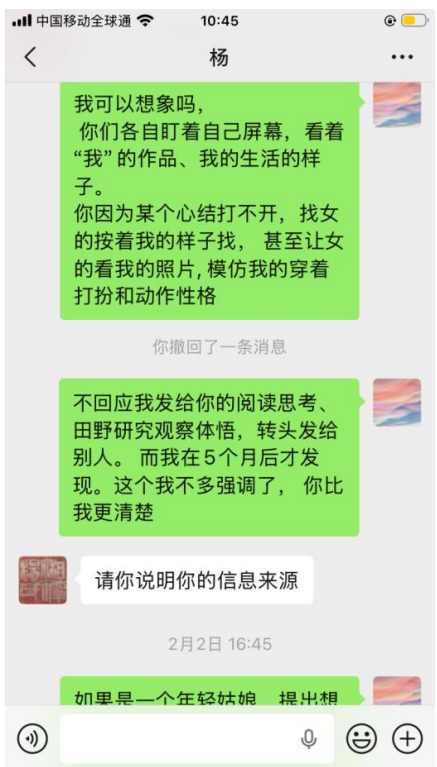 中国移动全球通 10:45
杨
我可以想象吗,
你们各自盯着自己屏幕，看着
“我” 的作品、我的生活的样
子。
你因为某个心结打不开，找女
的按着我的样子找， 甚至让女
的看我的照片, 模仿我的穿着
打扮和动作性格
你撤回了一条消息
不回应我发给你的阅读思考、
田野研究观察体悟，转头发给
别人。 而我在5个月后才发
现。这个我不多强调了， 你比
我更清楚
请你说明你的信息来源
2月2日 16:45
如果是一个年轻姑娘 提出想